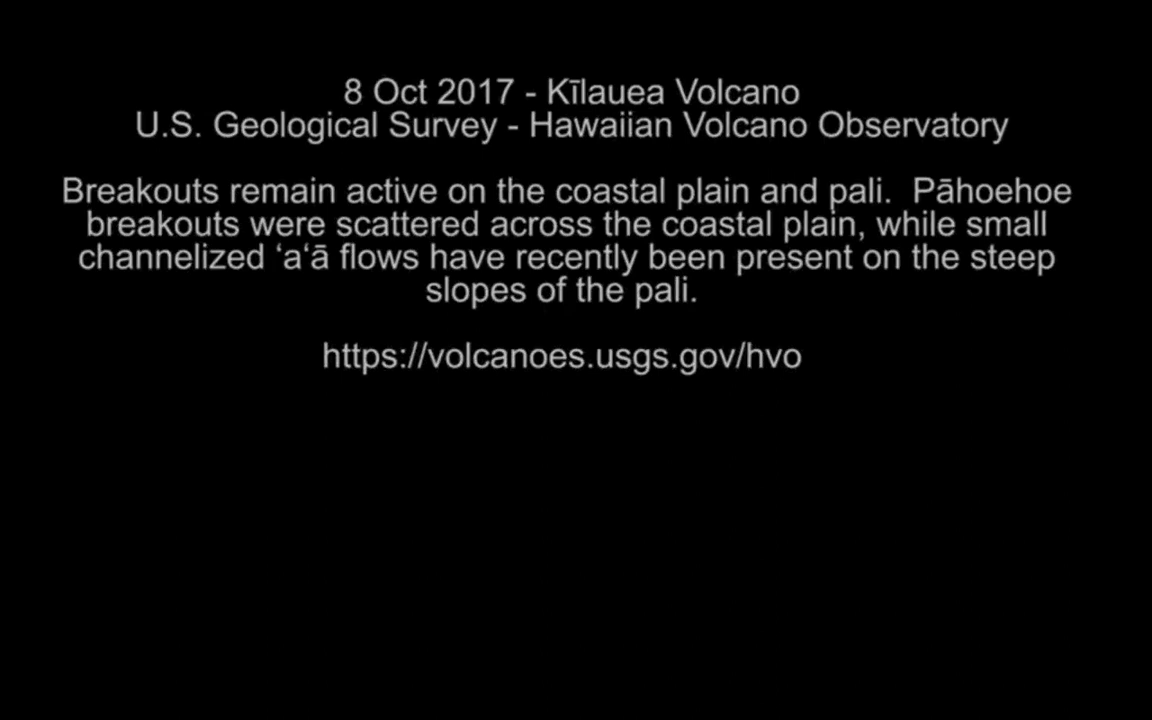 8 Oct 2017 - Kīlauea Volcano
U.S. Geological Survey - Hawaiian Volcano Observatory
Breakouts remain active on the coastal plain and pali.  Pāhoehoe
breakouts were scattered across the coastal plain, while small
channelized ‘a‘ā flows have recently been present on the steep
slopes of the pali.
https://volcanoes.usgs.gov/hvo